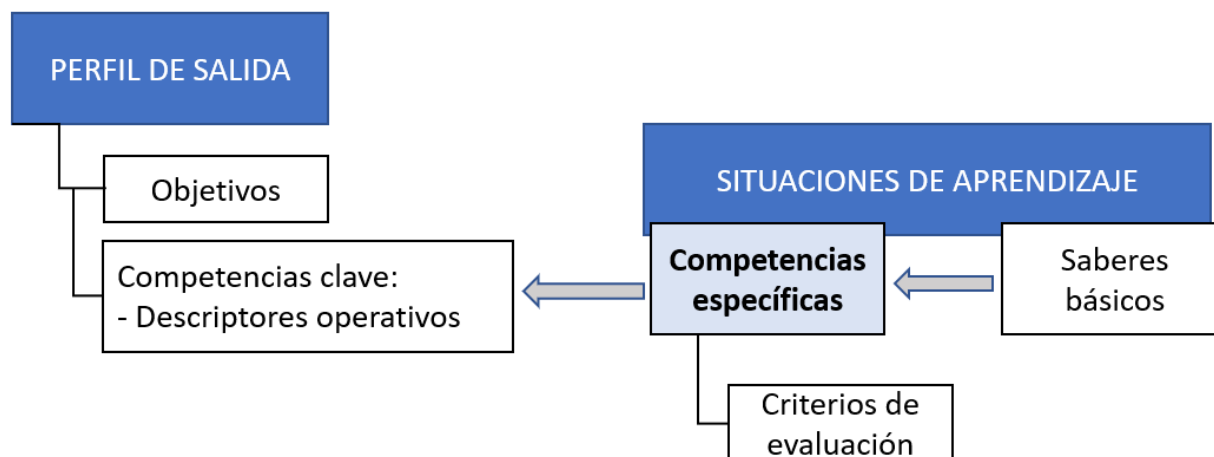 PERFIL DE SALIDA
Objetivos
Competencias clave:
- Descriptores operativos
SITUACIONES DE APRENDIZAJE
Competencias
específicas
Saberes
básicos
Criterios de
evaluación